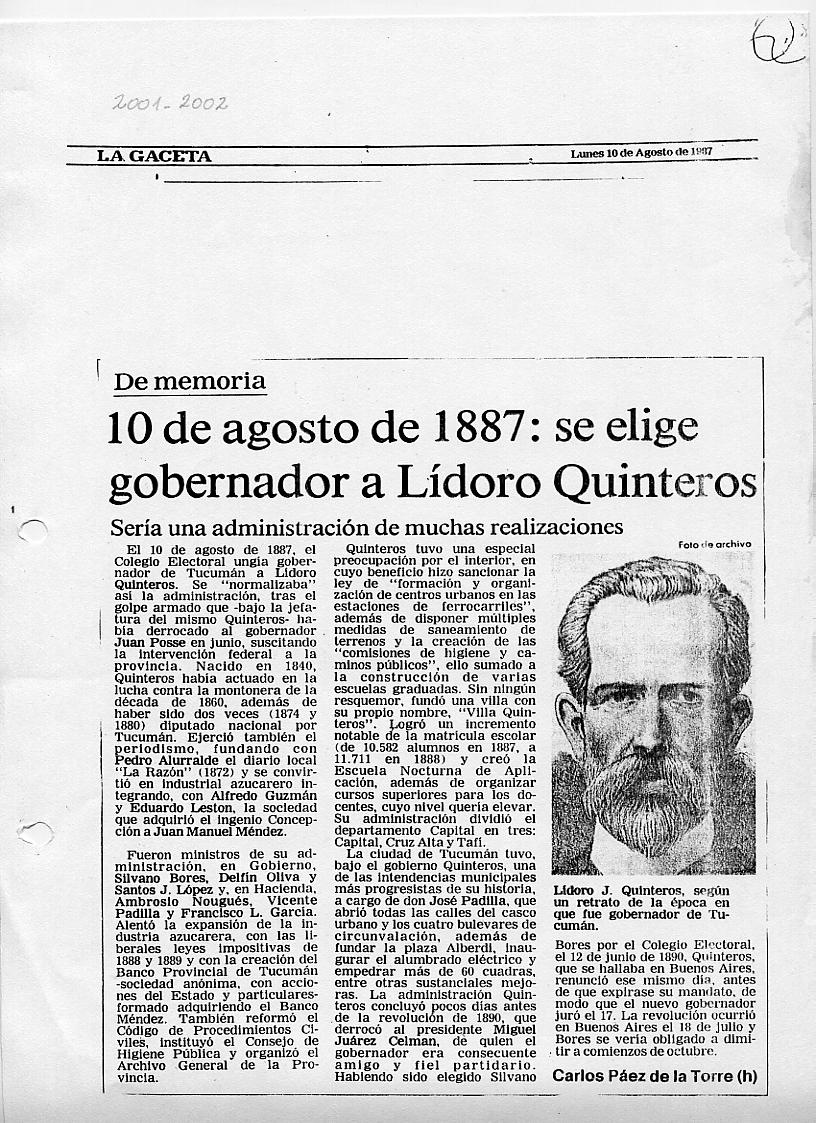 2001-2002
LA GACETA
Lunes 10 de Agosto de 1987
De memoria
10 de agosto de 1887: se elige
gobernador a Lídoro Quinteros
Sería una administración de muchas realizaciones
El 10 de agosto de 1887, el
Colegio Electoral ungía gober-
nador de Tucumán a Lídoro
Quinteros. Se "normalizaba"
así la administración, tras el
golpe armado que -bajo la jefa-
tura del mismo Quinteros- ha-
bía derrocado al gobernador
Juan Posse en junio, suscitando
la intervención federal a la
provincia. Nacido en 1840,
Quinteros había actuado en la
lucha contra la montonera de la
década de 1860, además de
haber sido dos veces (1874 y
1880) diputado nacional por
Tucumán. Ejerció también el
periodismo, fundando con
Pedro Alurralde el diario local
"La Razón" (1872) y se convir-
tió en industrial azucarero in-
tegrando, con Alfredo Guzmán
y Eduardo Leston, la sociedad
que adquirió el ingenio Concep-
ción a Juan Manuel Méndez.
Fueron ministros de su ad-
ministración, en Gobierno,
Silvano Bores, Delfín Oliva y
Santos J. López y, en Hacienda,
Ambrosio Nougués, Vicente
Padilla y Francisco L. García.
Alentó la expansión de la in-
dustria azucarera, con las li-
berales leyes impositivas de
1888 y 1889 y con la creación del
Banco Provincial de Tucumán
-sociedad anónima, con accio-
nes del Estado y particulares-
formado adquiriendo el Banco
Méndez. También reformó el
Código de Procedimientos Ci-
viles, instituyó el Consejo de
Higiene Pública y organizó el
Archivo General de la Pro-
vincia.
Quinteros tuvo una especial
preocupación por el interior, en
cuyo beneficio hizo sancionar la
ley de "formación y organi-
zación de centros urbanos en las
estaciones de ferrocarriles",
además de disponer múltiples
medidas de saneamiento de
terrenos y la creación de las
"comisiones de higiene y ca-
minos públicos", ello sumado a
la construcción de varias
escuelas graduadas. Sin ningún
resquemor, fundó una villa con
su propio nombre, "Villa Quin-
teros". Logró un incremento
notable de la matrícula escolar
(de 10.582 alumnos en 1887, a
11.711 en 1888) y creó la
Escuela Nocturna de Apli-
cación, además de organizar
cursos superiores para los do-
centes, cuyo nivel quería elevar.
Su administración dividió el
departamento Capital en tres:
Capital, Cruz Alta y Tafí.
La ciudad de Tucumán tuvo,
bajo el gobierno Quinteros, una
de las intendencias municipales
más progresistas de su historia,
a cargo de don José Padilla, que
abrió todas las calles del casco
urbano y los cuatro bulevares de
circunvalación, además de
fundar la plaza Alberdi, inau-
gurar el alumbrado eléctrico y
empedrar más de 60 cuadras,
entre otras sustanciales mejo-
ras. La administración Quin-
teros concluyó pocos días antes
de la revolución de 1890, que
derrocó al presidente Miguel
Juárez Celman, de quien el
gobernador era consecuente
amigo y fiel partidario.
Habiendo sido elegido Silvano
Foto de archivo
Lídoro J. Quinteros, según
un retrato de la época en
que fue gobernador de Tu-
cumán.
Bores por el Colegio Electoral,
el 12 de junio de 1890, Quinteros,
que se hallaba en Buenos Aires,
renunció ese mismo día, antes
de que expirase su mandato, de
modo que el nuevo gobernador
juró el 17. La revolución ocurrió
en Buenos Aires el 18 de julio y
Bores se vería obligado a dimi-
tir a comienzos de octubre.
Carlos Páez de la Torre (h)